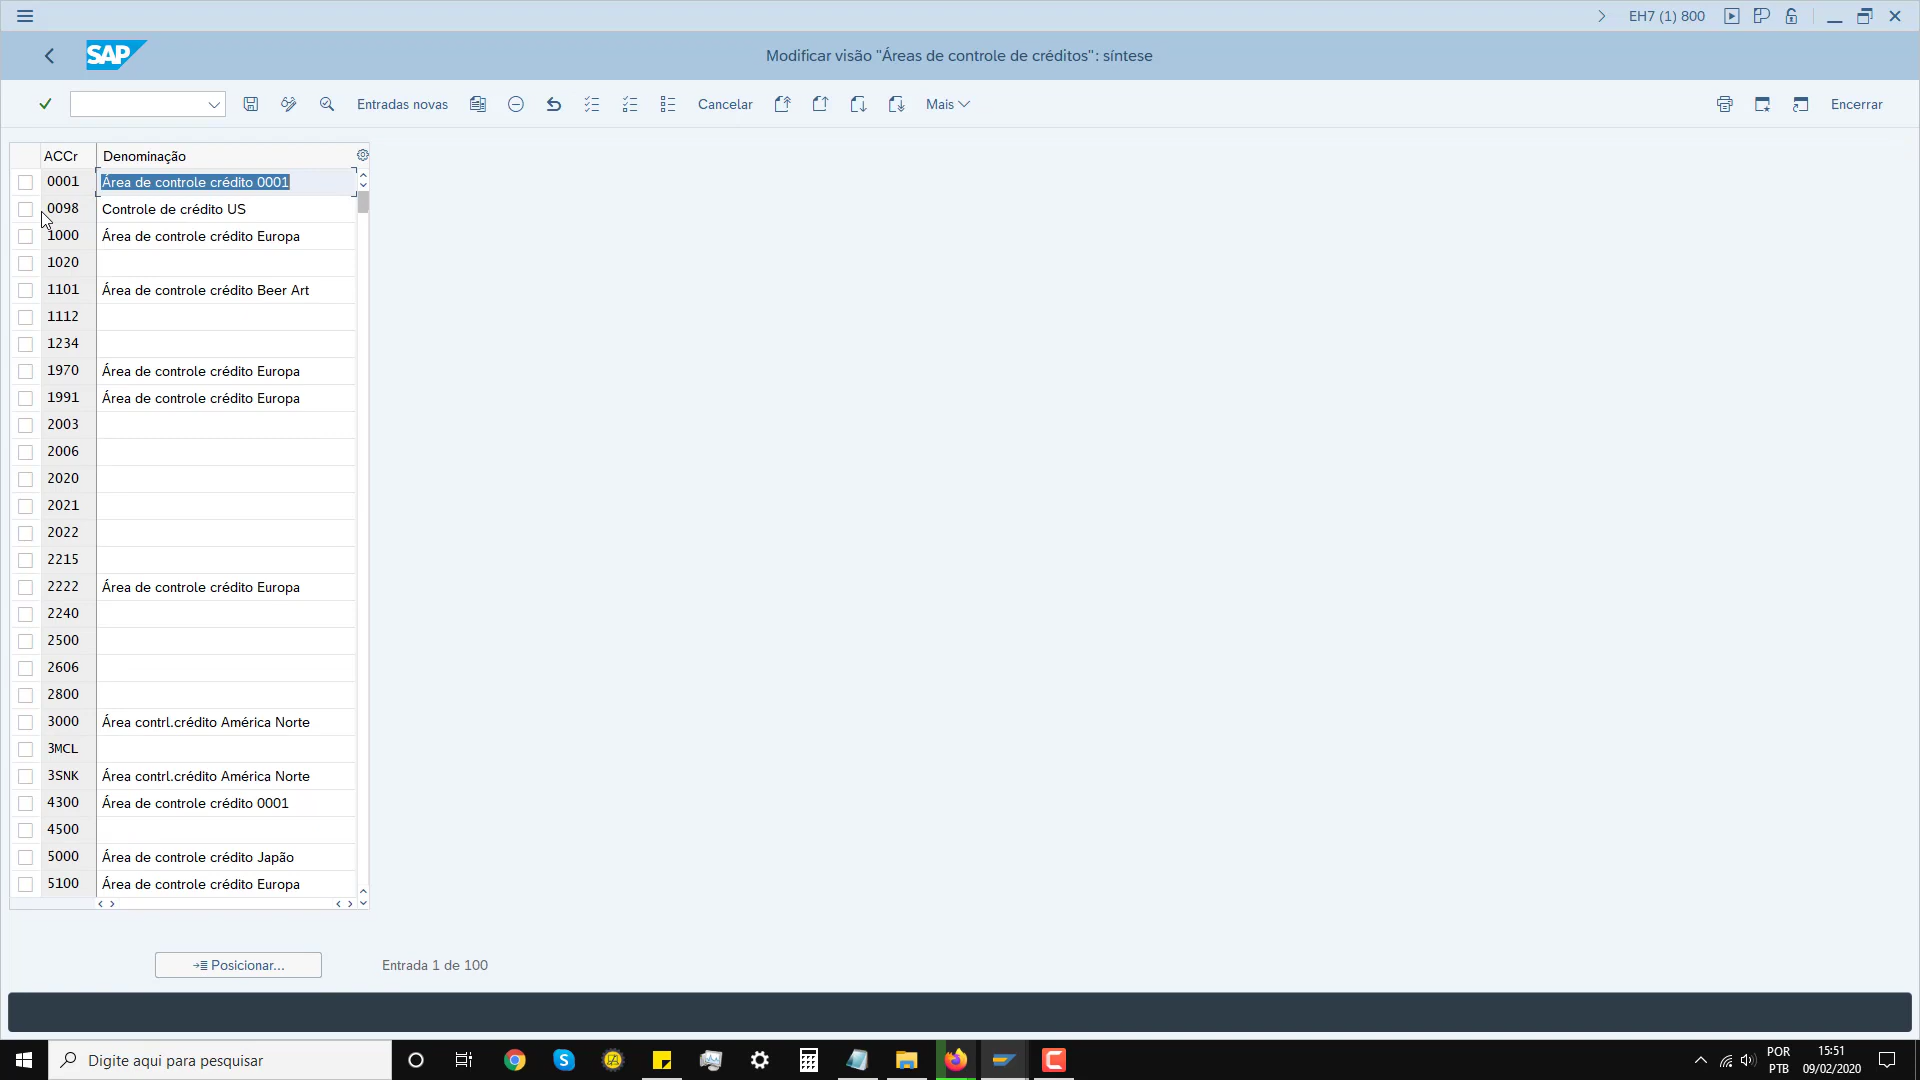 EH7 (1) 800
SAP
Modificar visão "Áreas de controle de créditos": síntese
Entradas novas
Cancelar
Mais
Encerrar
ACCr Denominação
0001 Área de controle crédito 0001
0098 Controle de crédito US
1000 Área de controle crédito Europa
1020
1101 Área de controle crédito Beer Art
1112
1234
1970 Área de controle crédito Europa
1991 Área de controle crédito Europa
2003
2006
2020
2021
2022
2215
2222 Área de controle crédito Europa
2240
2500
2606
2800
3000 Área contrl.crédito América Norte
3MCL
3SNK Área contrl.crédito América Norte
4300 Área de controle crédito 0001
4500
5000 Área de controle crédito Japão
5100 Área de controle crédito Europa
Posicionar...
Entrada 1 de 100
Digite aqui para pesquisar
POR
PTB
15:51
09/02/2020